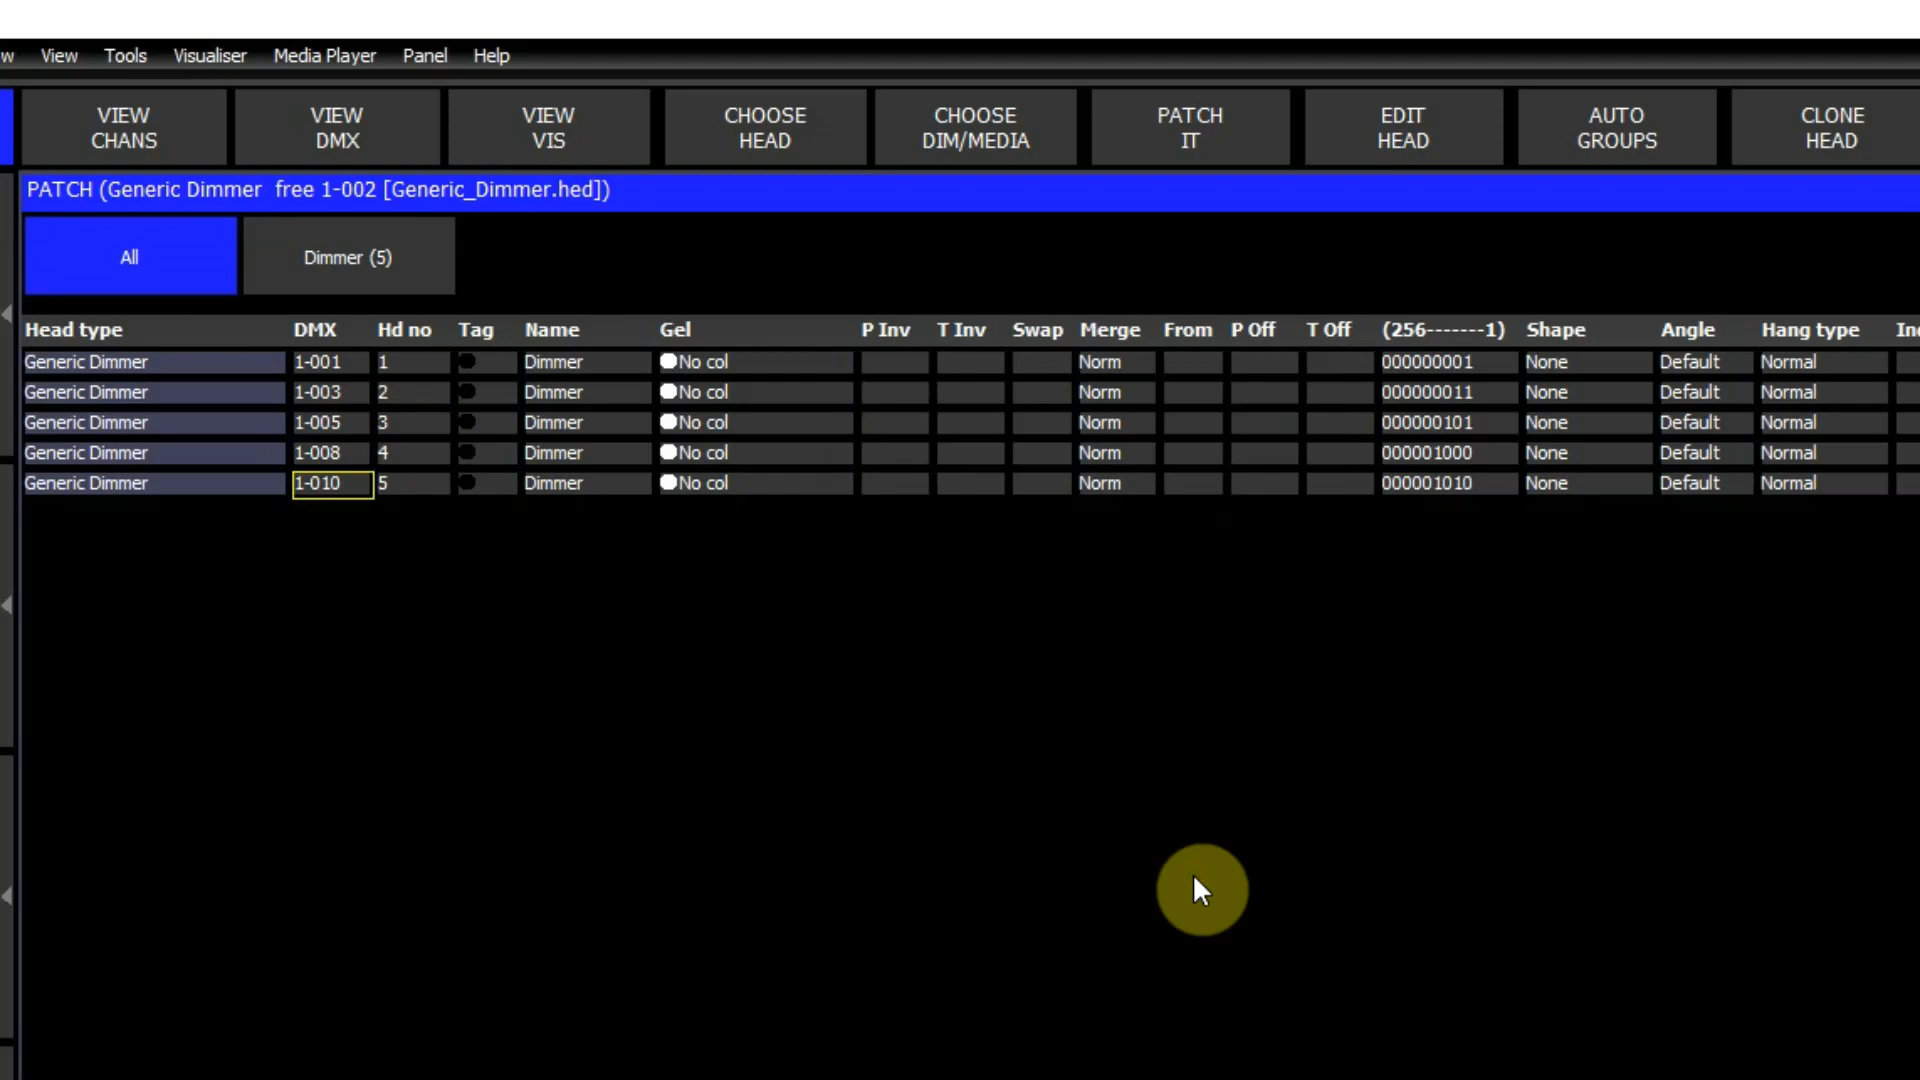 w View Tools Visualiser Media Player Panel Help
VIEW CHANS
VIEW DMX
VIEW VIS
CHOOSE HEAD
CHOOSE DIM/MEDIA
PATCH IT
EDIT HEAD
AUTO GROUPS
CLONE HEAD
PATCH (Generic Dimmer free 1-002 [Generic_Dimmer.hed])
All Dimmer (5)
Head type DMX Hd no Tag Name Gel P Inv T Inv Swap Merge From P Off T Off (256-------1) Shape Angle Hang type
Generic Dimmer 1-001 1 Dimmer No col Norm 000000001 None Default Normal
Generic Dimmer 1-003 2 Dimmer No col Norm 000000011 None Default Normal
Generic Dimmer 1-005 3 Dimmer No col Norm 000000101 None Default Normal
Generic Dimmer 1-008 4 Dimmer No col Norm 000001000 None Default Normal
Generic Dimmer 1-010 5 Dimmer No col Norm 000001010 None Default Normal